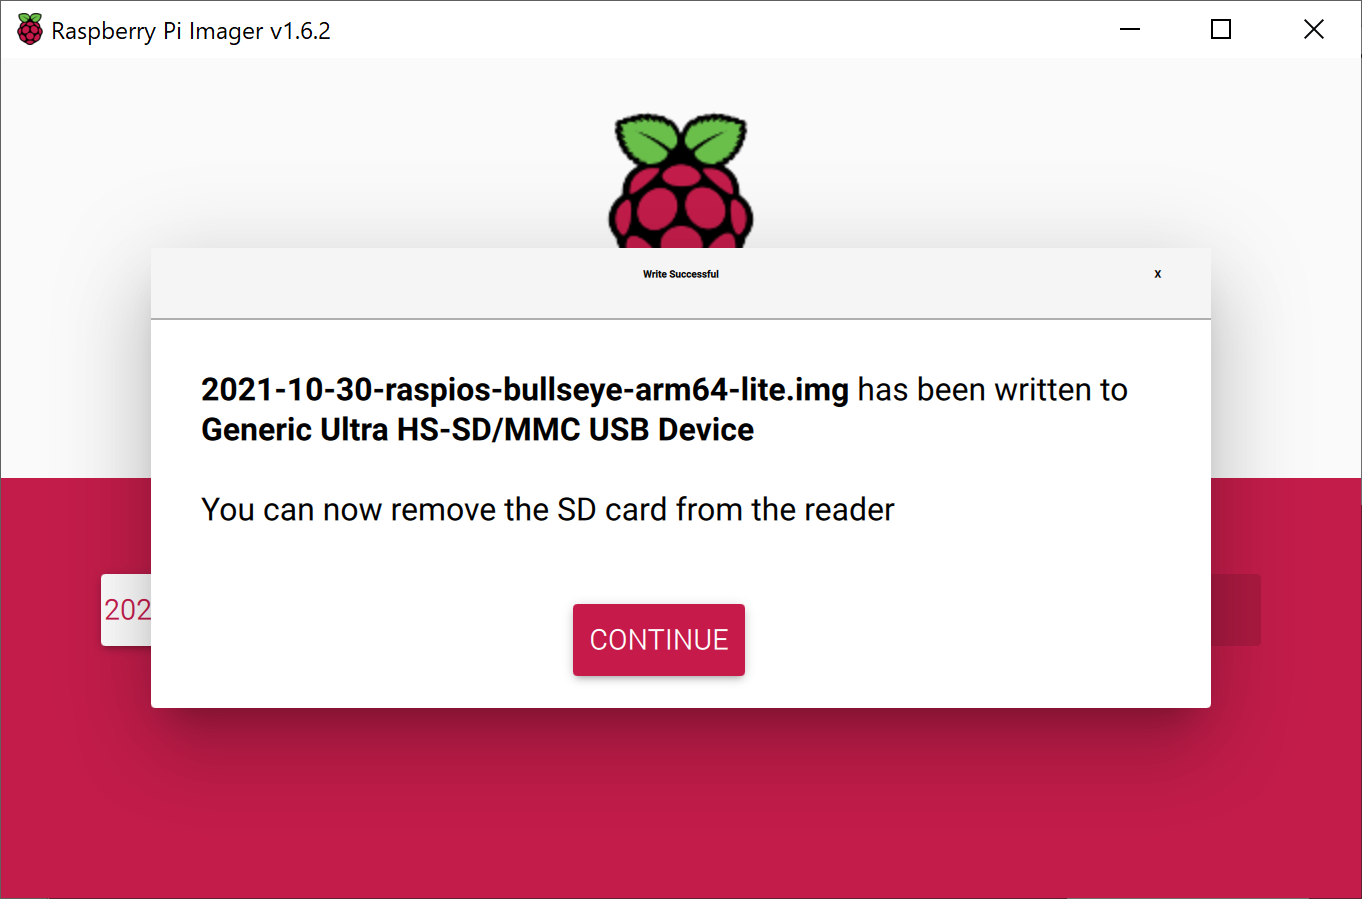 Raspberry Pi Imager v1.6.2
Write Successful
X
2021-10-30-raspios-bullseye-arm64-lite.img has been written to
Generic Ultra HS-SD/MMC USB Device
You can now remove the SD card from the reader
202
CONTINUE